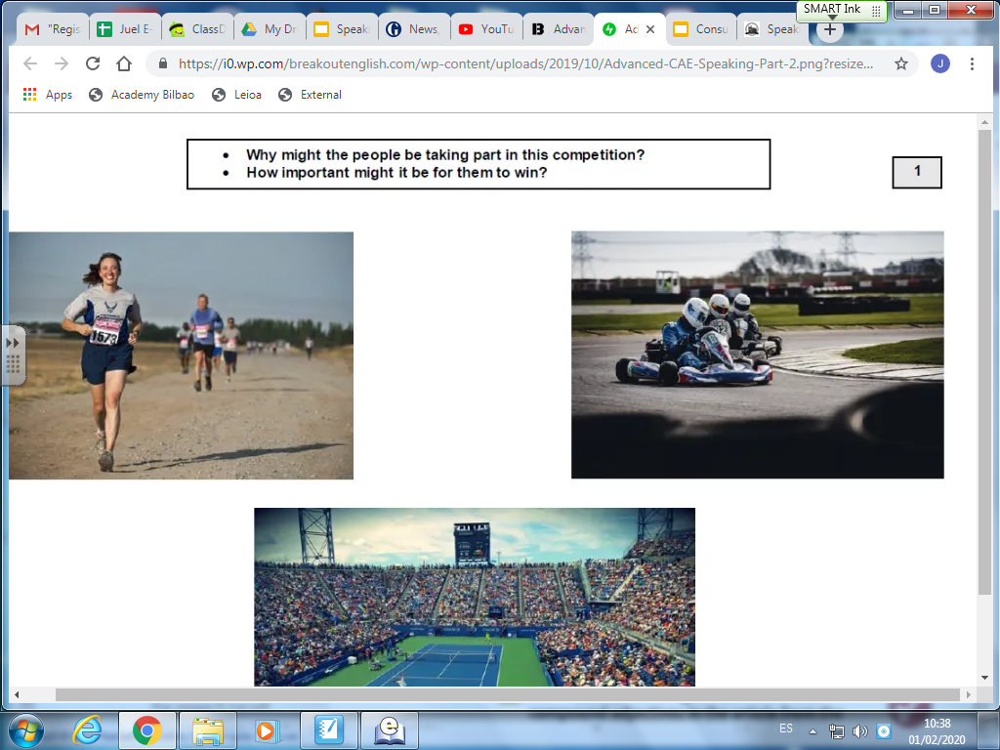 SMART Ink
"Regis
Juel E-
ClassD
My Dri
Speak
News,
YouTu
Advan
Ad
Consu
Speak
https://i0.wp.com/breakoutenglish.com/wp-content/uploads/2019/10/Advanced-CAE-Speaking-Part-2.png?resize...
J
Apps
Academy Bilbao
Leioa
External
• Why might the people be taking part in this competition?
• How important might it be for them to win?
1
1573
ES
10:38
01/02/2020